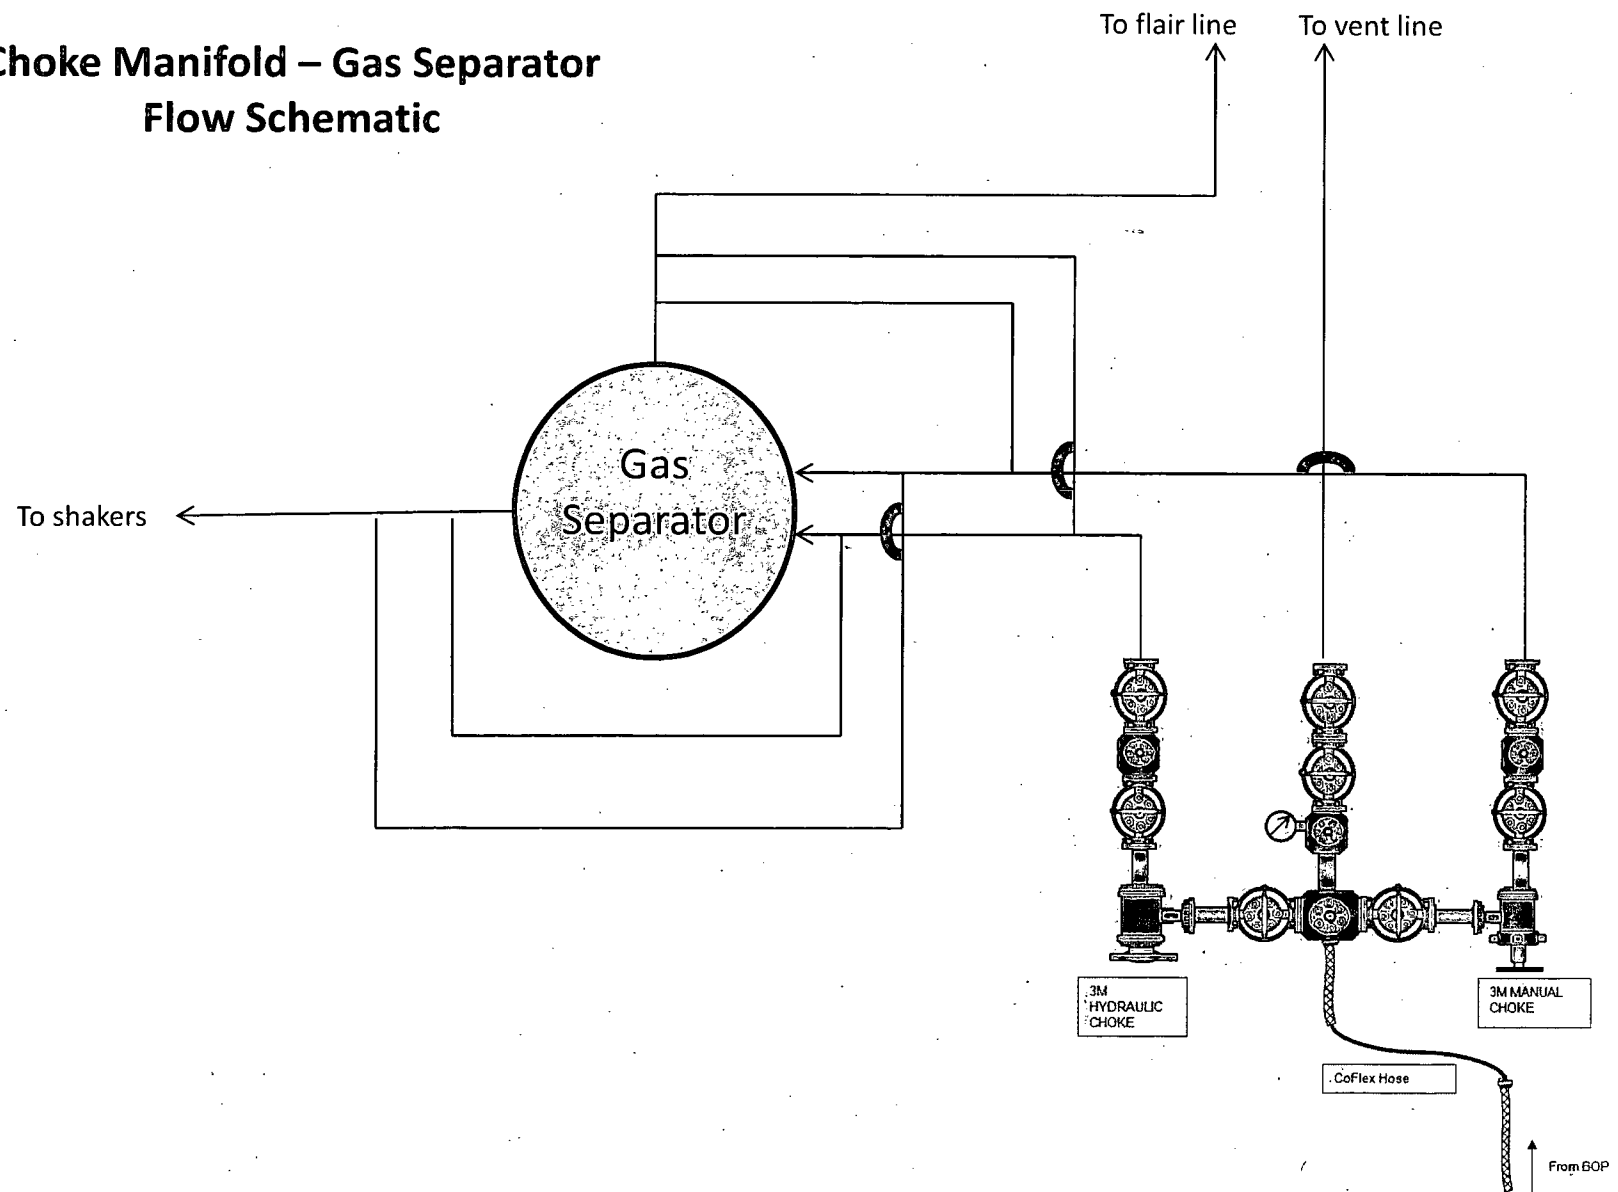 Choke Manifold – Gas Separator
Flow Schematic
To flair line
To vent line
Gas
Separator
To shakers
3M
HYDRAULIC
CHOKE
3M MANUAL
CHOKE
CoFlex Hose
From BOP